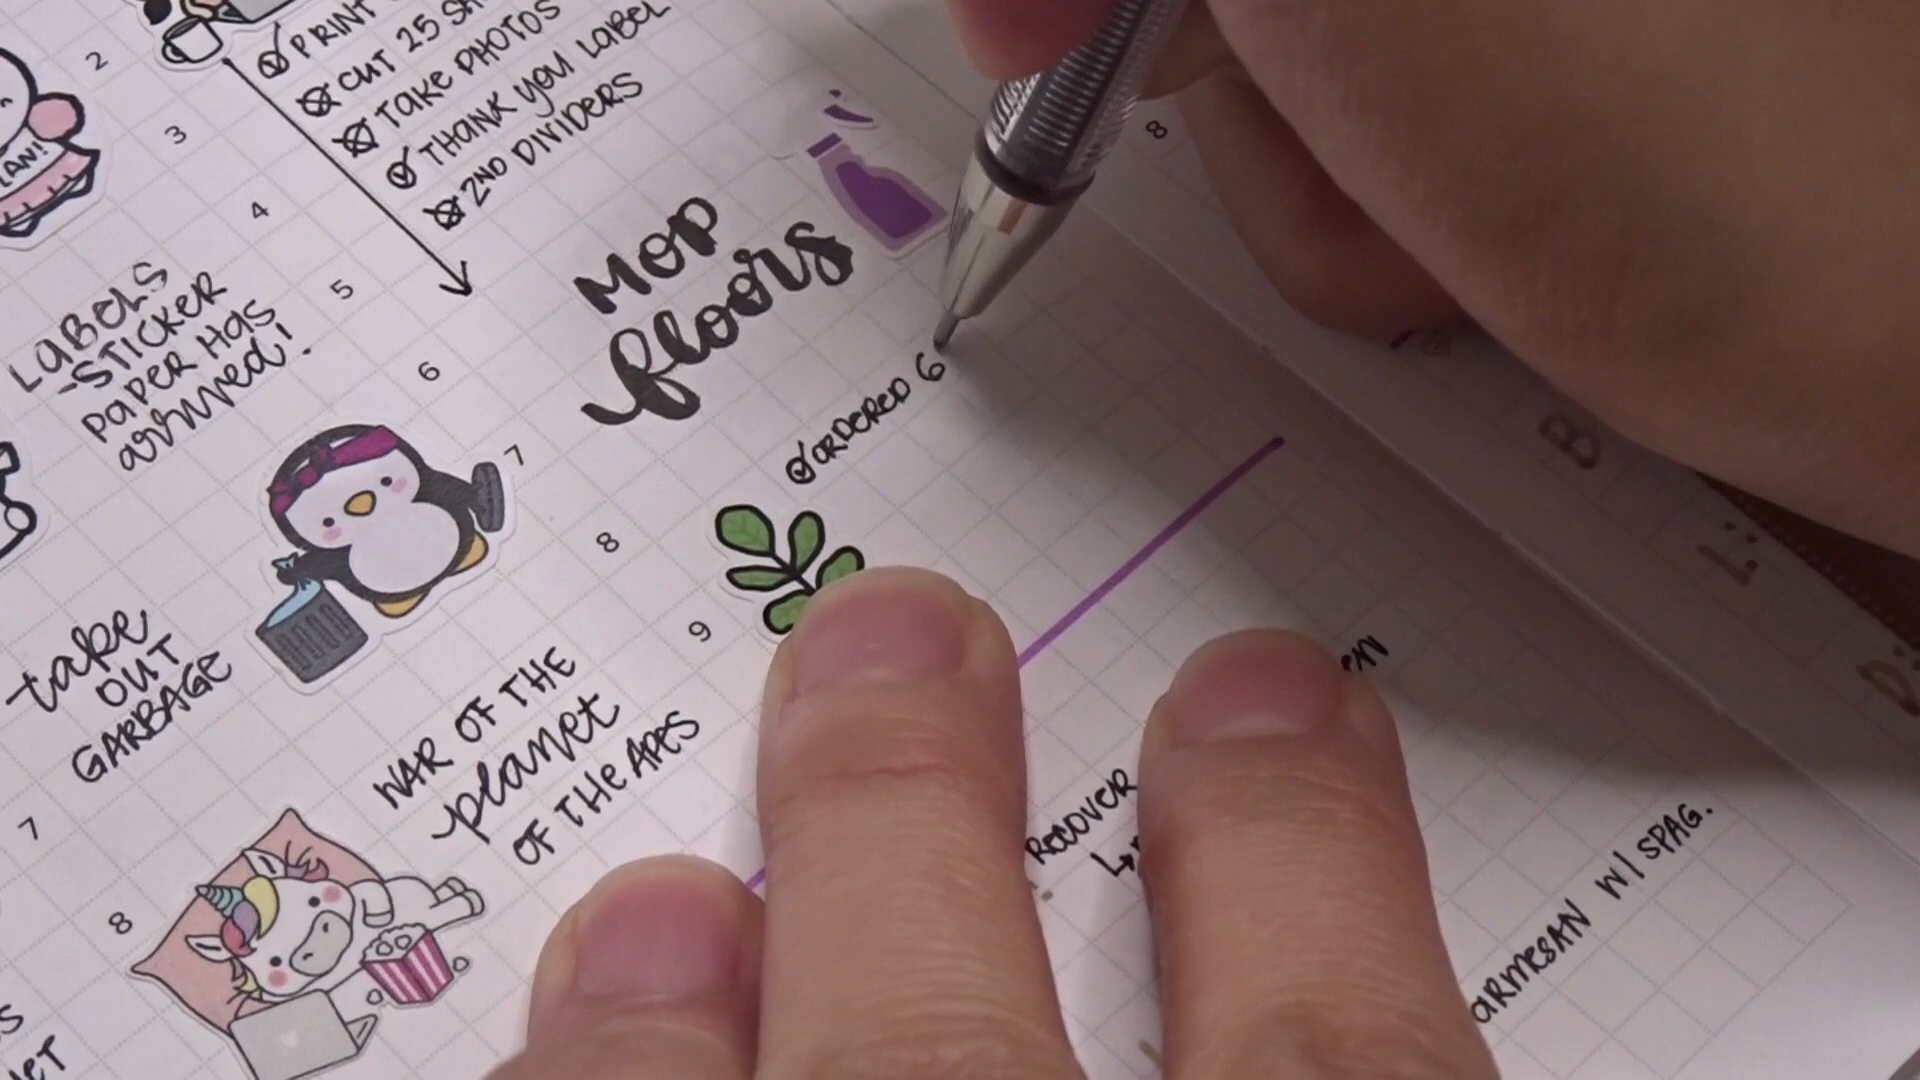 PRINT
CUT 25
TAKE PHOTOS
THANK YOU LABEL
2ND DIVIDERS
2
3
4
5
6
7
8
9
LABELS
-STICKER
PAPER HAS
arrived!
MOP
floors
ORDERED 6
take
OUT
GARBAGE
WAR OF THE
planet
OF THE APES
7
8
RECOVER
ARMESAN W/ SPAG.
8
B
L:
D: